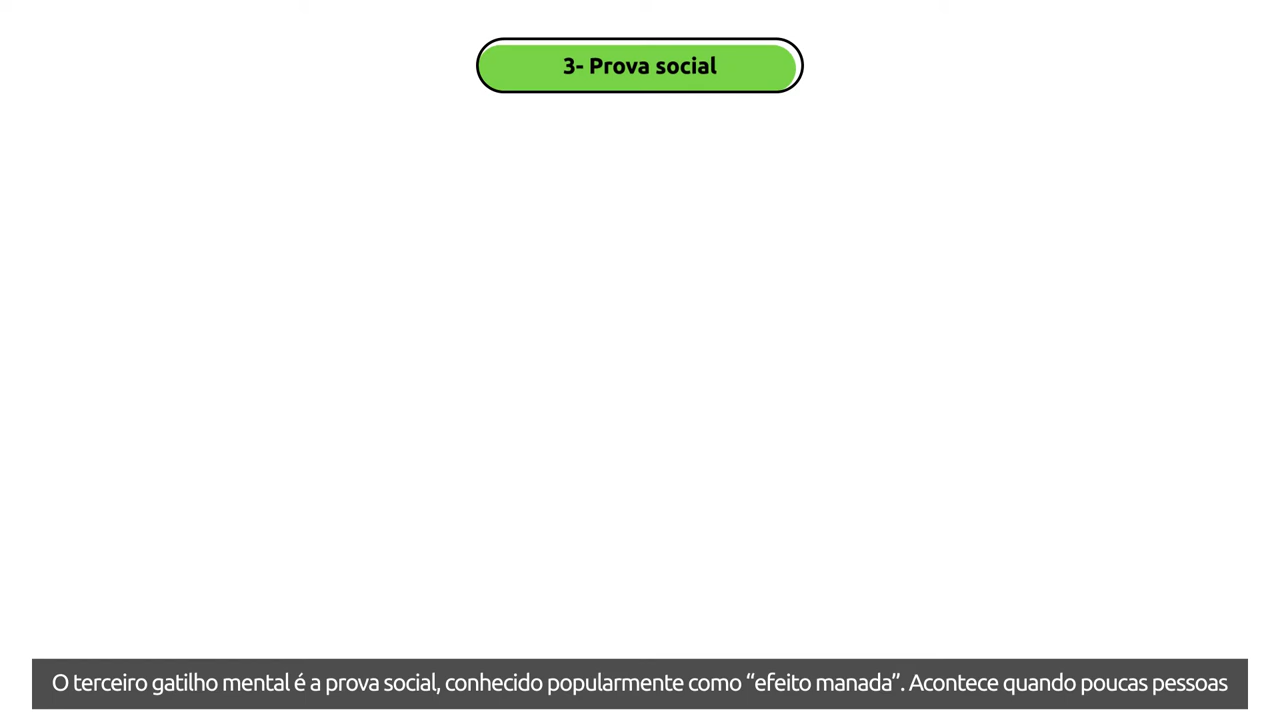 3- Prova social
O terceiro gatilho mental é a prova social, conhecido popularmente como “efeito manada”. Acontece quando poucas pessoas